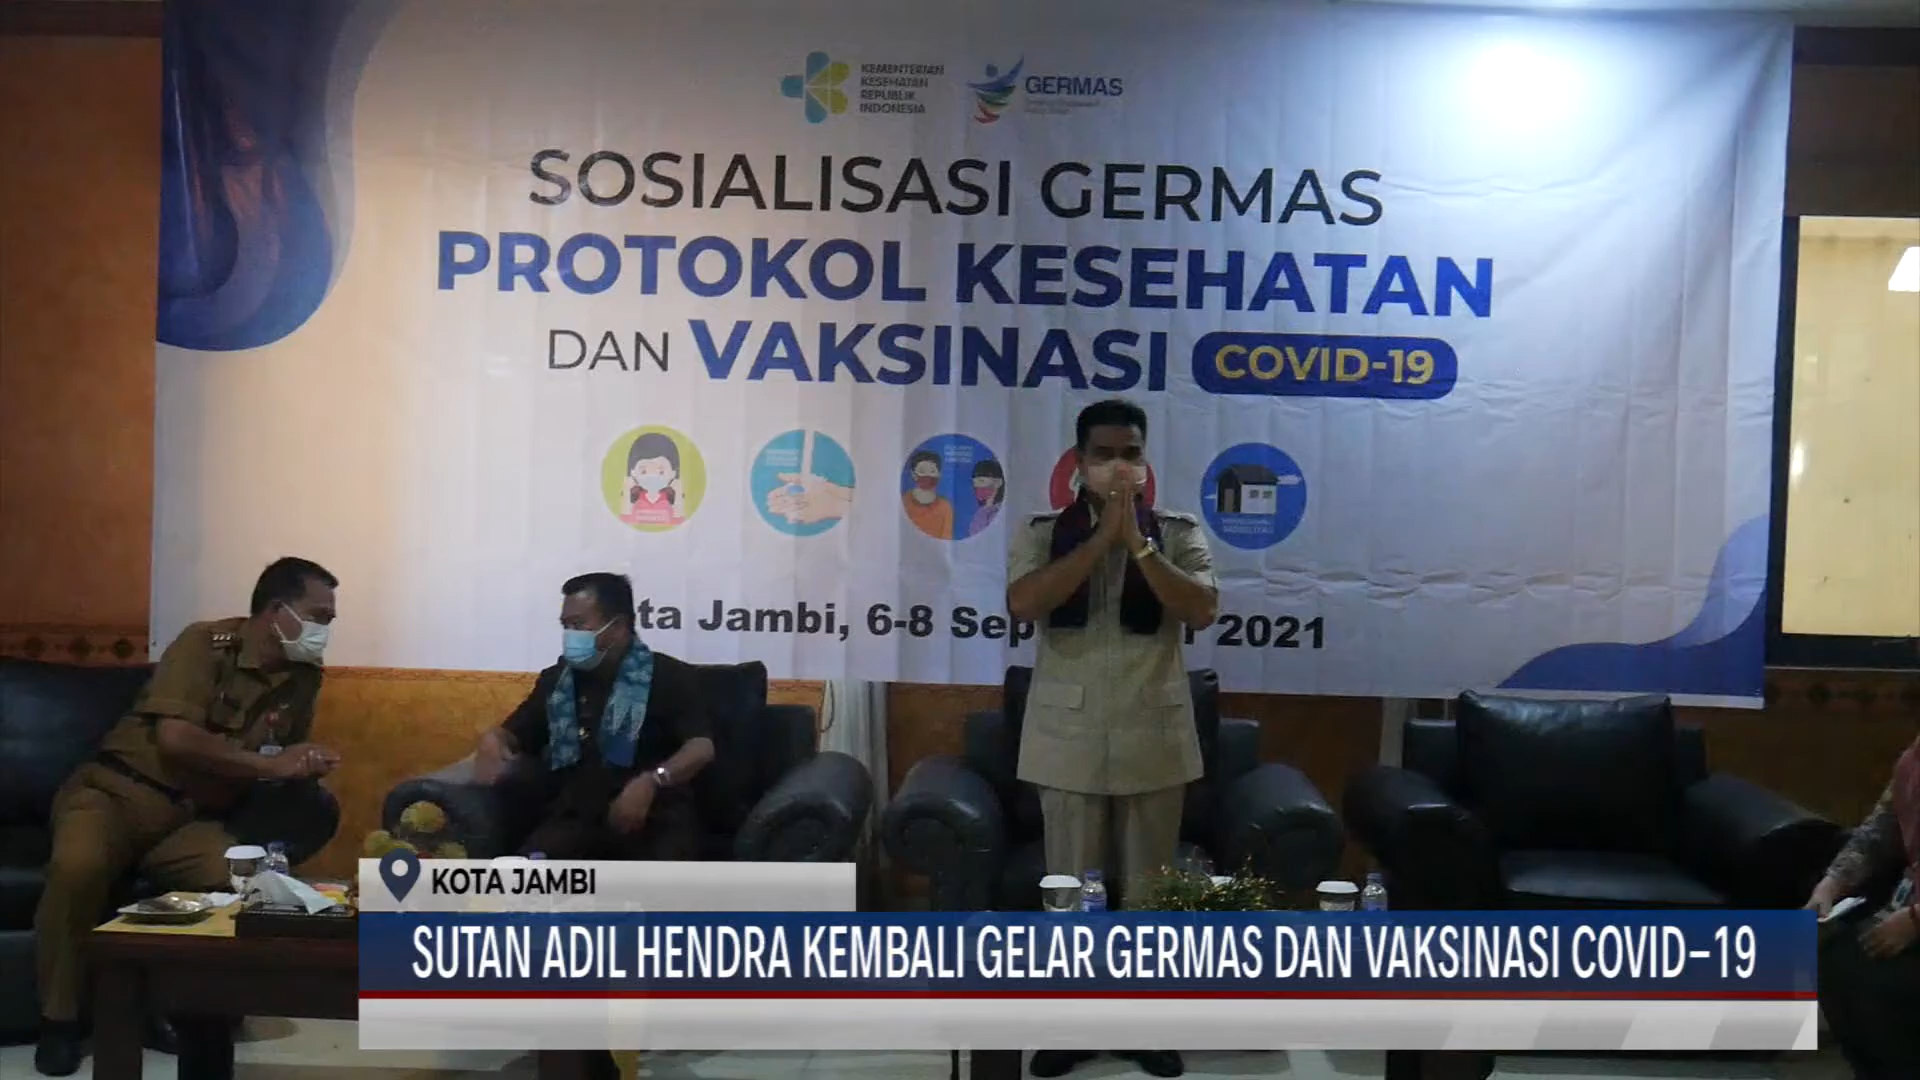 KEMENTERIAN
KESEHATAN
REPUBLIK
INDONESIA
GERMAS
SOSIALISASI GERMAS
PROTOKOL KESEHATAN
DAN VAKSINASI COVID-19
ta Jambi, 6-8 Sep 2021
KOTA JAMBI
SUTAN ADIL HENDRA KEMBALI GELAR GERMAS DAN VAKSINASI COVID-19